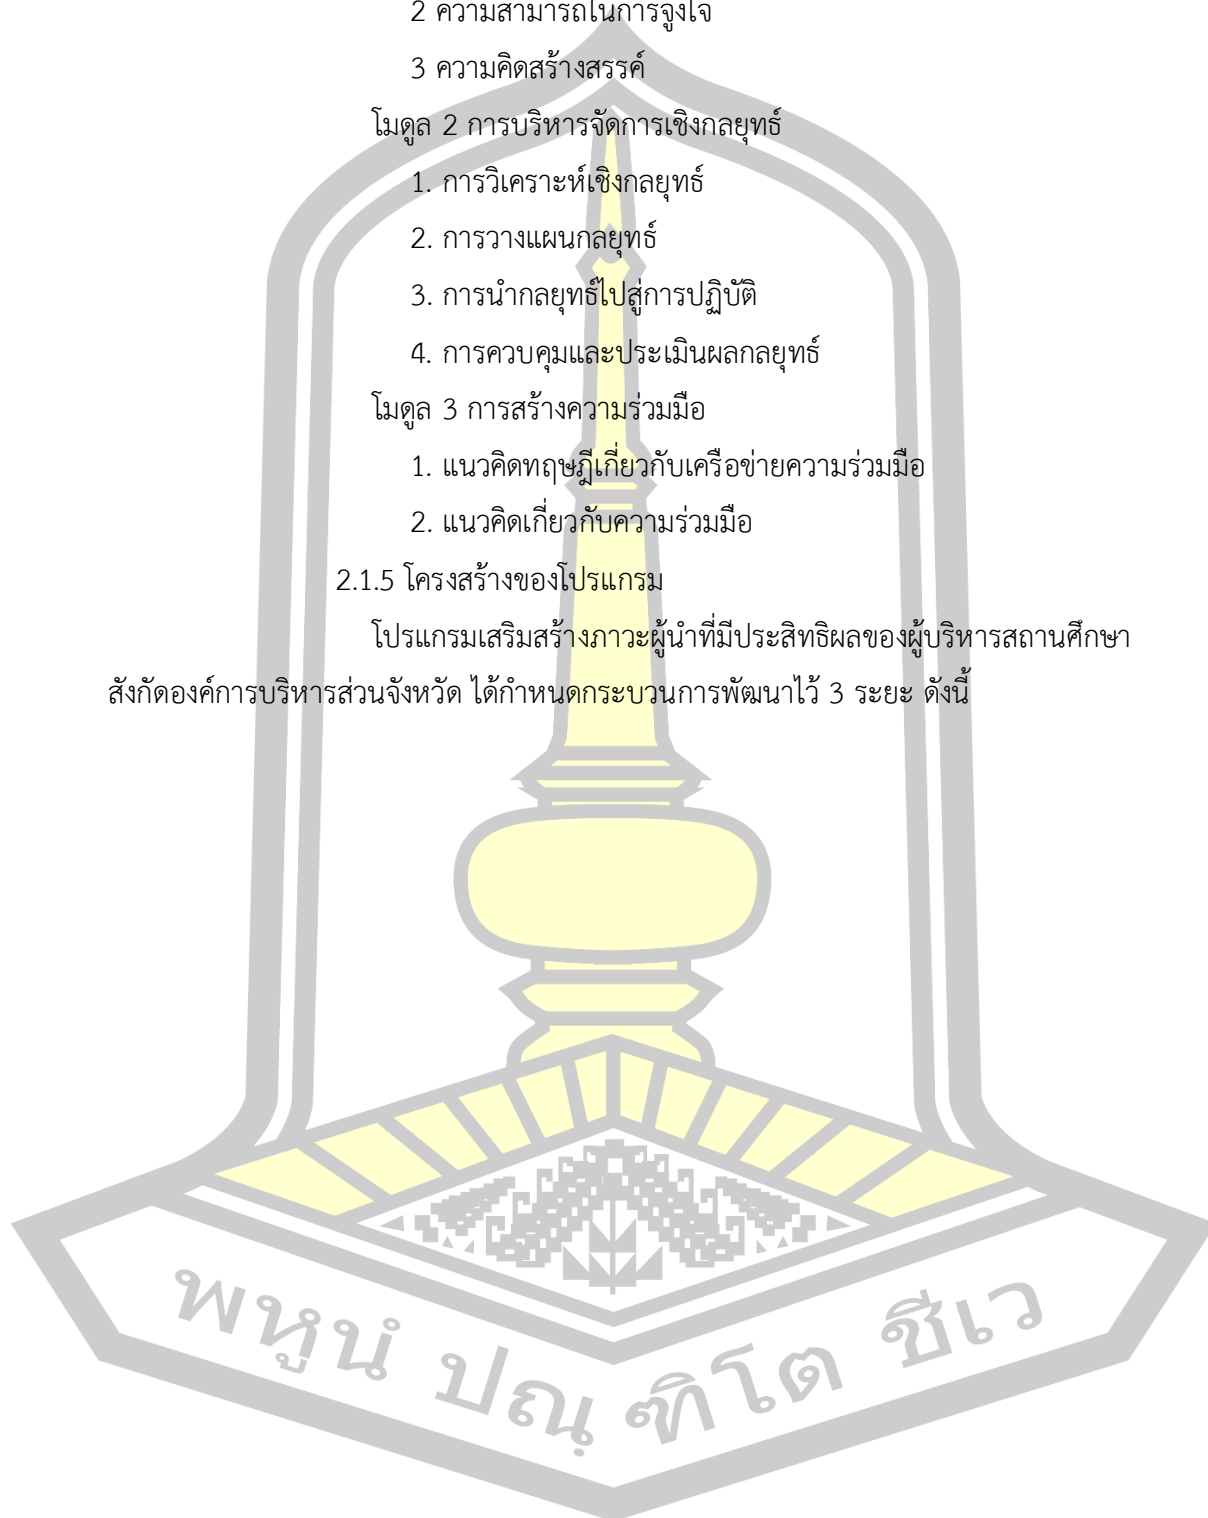 2 ความสามารถในการจูงใจ
3 ความคิดสร้างสรรค์
โมดูล 2 การบริหารจัดการเชิงกลยุทธ์
1. การวิเคราะห์เชิงกลยุทธ์
2. การวางแผนกลยุทธ์
3. การนำกลยุทธ์ไปสู่การปฏิบัติ
4. การควบคุมและประเมินผลกลยุทธ์
โมดูล 3 การสร้างความร่วมมือ
1. แนวคิดทฤษฎีเกี่ยวกับเครือข่ายความร่วมมือ
2. แนวคิดเกี่ยวกับความร่วมมือ
2.1.5 โครงสร้างของโปรแกรม
โปรแกรมเสริมสร้างภาวะผู้นำที่มีประสิทธิผลของผู้บริหารสถานศึกษา
สังกัดองค์การบริหารส่วนจังหวัด ได้กำหนดกระบวนการพัฒนาไว้ 3 ระยะ ดังนี้
พหูนํ ปณฺฑิโต ชีเว